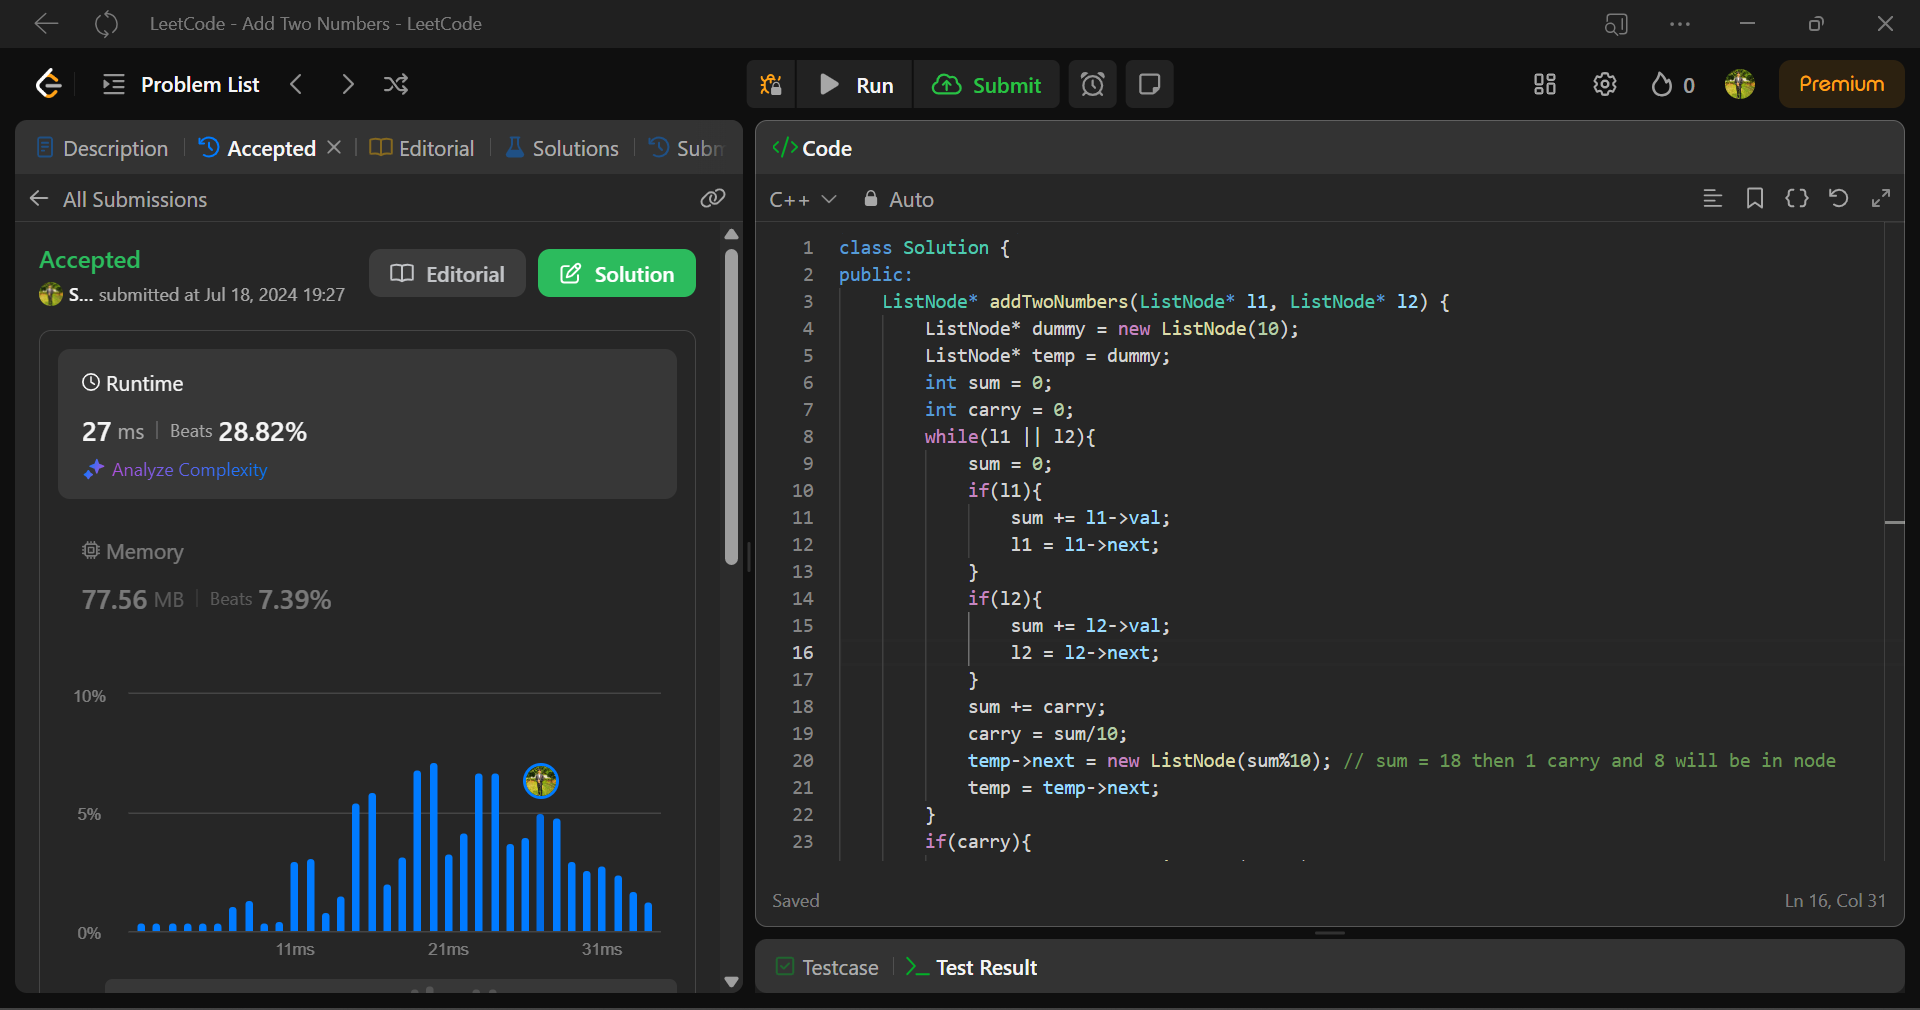 LeetCode - Add Two Numbers - LeetCode
Problem List
Run
Submit
0
Premium
Description
Accepted
Editorial
Solutions
Subm
All Submissions
Accepted
S... submitted at Jul 18, 2024 19:27
Editorial
Solution
Runtime
27 ms | Beats 28.82%
Analyze Complexity
Memory
77.56 MB | Beats 7.39%
10%
5%
0%
11ms
21ms
31ms
</> Code
C++
Auto
1 class Solution {
2 public:
3 ListNode* addTwoNumbers(ListNode* l1, ListNode* l2) {
4 ListNode* dummy = new ListNode(10);
5 ListNode* temp = dummy;
6 int sum = 0;
7 int carry = 0;
8 while(l1 || l2){
9 sum = 0;
10 if(l1){
11 sum += l1->val;
12 l1 = l1->next;
13 }
14 if(l2){
15 sum += l2->val;
16 l2 = l2->next;
17 }
18 sum += carry;
19 carry = sum/10;
20 temp->next = new ListNode(sum%10); // sum = 18 then 1 carry and 8 will be in node
21 temp = temp->next;
22 }
23 if(carry){
Saved
Ln 16, Col 31
Testcase
Test Result